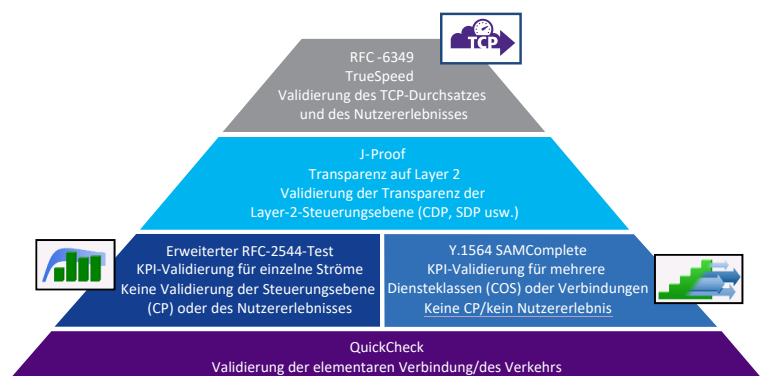 TCP
RFC -6349
TrueSpeed
Validierung des TCP-Durchsatzes
und des Nutzererlebnisses
J-Proof
Transparenz auf Layer 2
Validierung der Transparenz der
Layer-2-Steuerungsebene (CDP, SDP usw.)
Erweiterter RFC-2544-Test
KPI-Validierung für einzelne Ströme
Keine Validierung der Steuerungsebene
(CP) oder des Nutzererlebnisses
Y.1564 SAMComplete
KPI-Validierung für mehrere
Diensteklassen (COS) oder Verbindungen
Keine CP/kein Nutzererlebnis
QuickCheck
Validierung der elementaren Verbindung/des Verkehrs